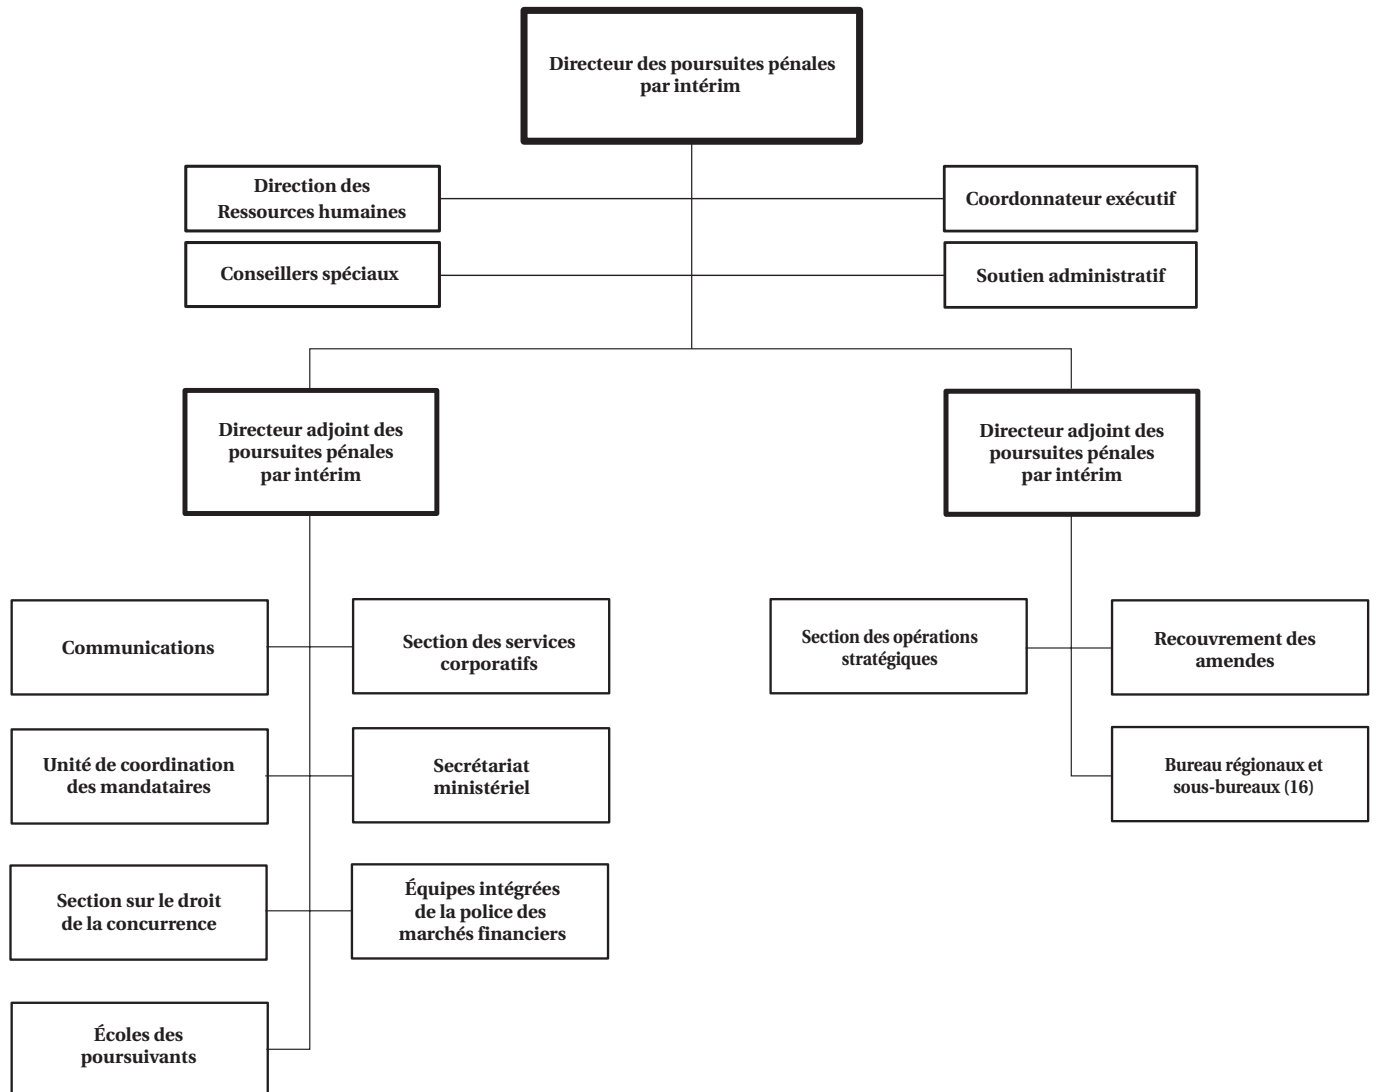 Directeur des poursuites pénales
par intérim
Direction des
Ressources humaines
Coordonnateur exécutif
Conseillers spéciaux
Soutien administratif
Directeur adjoint des
poursuites pénales
par intérim
Directeur adjoint des
poursuites pénales
par intérim
Communications
Section des services
corporatifs
Section des opérations
stratégiques
Recouvrement des
amendes
Unité de coordination
des mandataires
Secrétariat
ministériel
Bureau régionaux et
sous-bureaux (16)
Section sur le droit
de la concurrence
Équipes intégrées
de la police des
marchés financiers
Écoles des
poursuivants